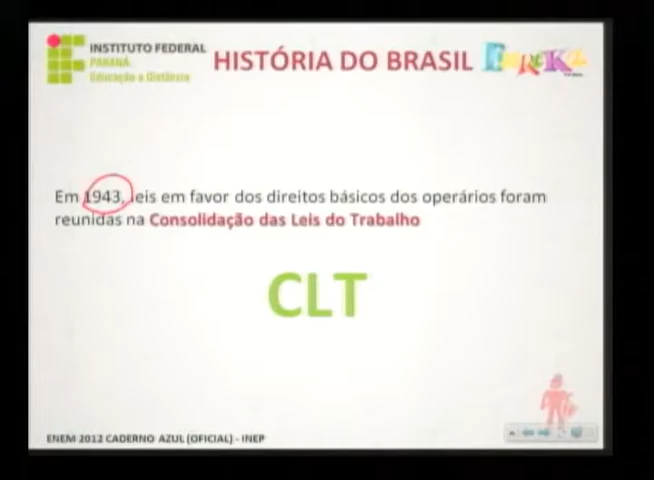 INSTITUTO FEDERAL
PARANÁ
Educação a Distância
HISTÓRIA DO BRASIL
EUREKA
Em 1943, leis em favor dos direitos básicos dos operários foram
reunidas na Consolidação das Leis do Trabalho
CLT
ENEM 2012 CADERNO AZUL (OFICIAL) - INEP